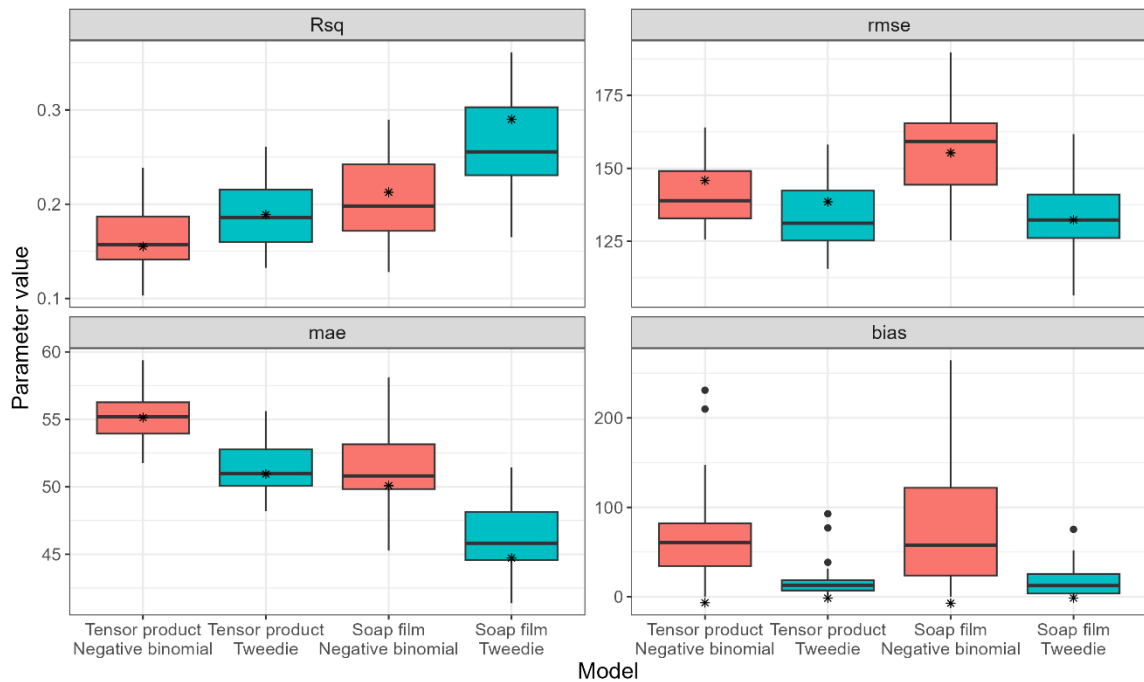 Rsq
rmse
0.3
0.2
0.1
175
150
125
mae
bias
60
55
50
45
200
100
0
Parameter value
Tensor product
Negative binomial
Tensor product
Tweedie
Soap film
Negative binomial
Soap film
Tweedie
Tensor product
Negative binomial
Tensor product
Tweedie
Soap film
Negative binomial
Soap film
Tweedie
Model